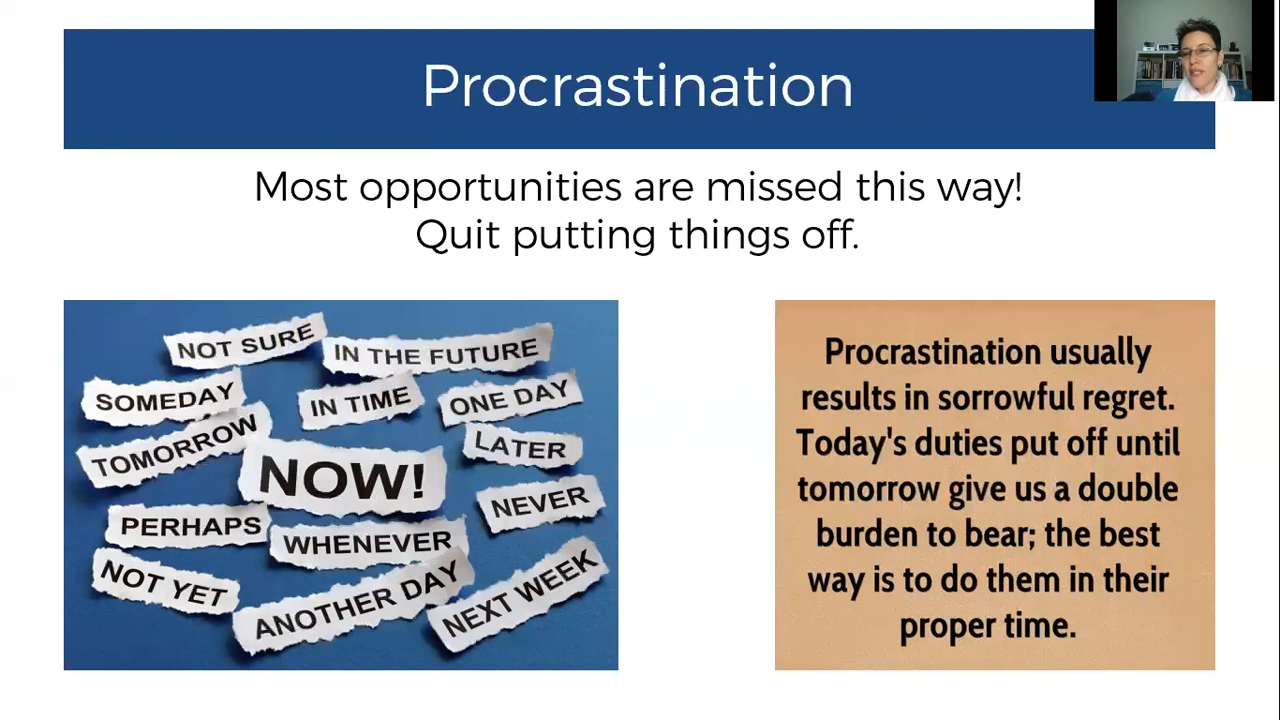 Procrastination
Most opportunities are missed this way!
Quit putting things off.
NOT SURE
IN THE FUTURE
SOMEDAY
IN TIME
ONE DAY
TOMORROW
LATER
NOW!
NEVER
PERHAPS
WHENEVER
NOT YET
ANOTHER DAY
NEXT WEEK
Procrastination usually
results in sorrowful regret.
Today's duties put off until
tomorrow give us a double
burden to bear; the best
way is to do them in their
proper time.